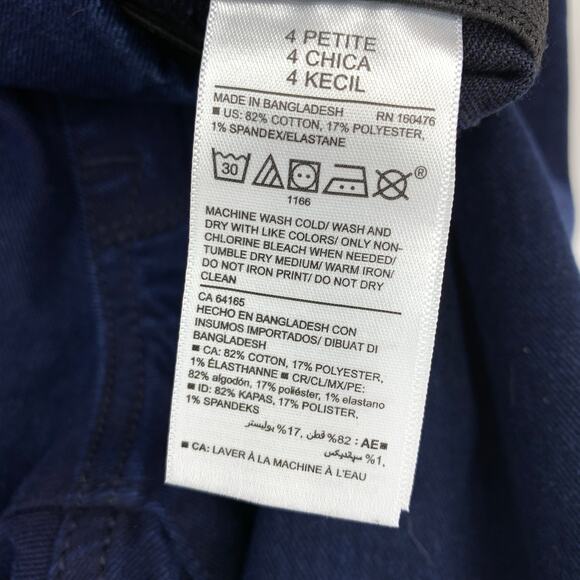 4 PETITE
4 CHICA
4 KECIL
MADE IN BANGLADESH RN 160476
■ US: 82% COTTON, 17% POLYESTER,
1% SPANDEX/ELASTANE
30 ®
1166
MACHINE WASH COLD/ WASH AND
DRY WITH LIKE COLORS/ ONLY NON-
CHLORINE BLEACH WHEN NEEDED/
TUMBLE DRY MEDIUM/ WARM IRON/
DO NOT IRON PRINT/ DO NOT DRY
CLEAN
CA 64165
HECHO EN BANGLADESH CON
INSUMOS IMPORTADOS/ DIBUAT DI
BANGLADESH
■ CA: 82% COTON, 17% POLYESTER,
1% ÉLASTHANNE ■ CR/CL/MX/PE:
82% algodón, 17% poliéster, 1% elastano
■ ID: 82% KAPAS, 17% POLISTER,
1% SPANDEKS
■ AE : 82% قطن, 17% بوليستر,
1% سپانديكس
■ CA: LAVER À LA MACHINE À L'EAU